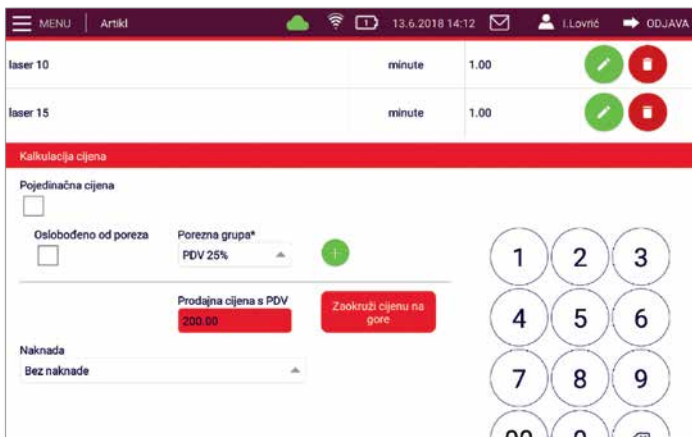 MENU Artikl 13.6.2018 14:12 I.Lovrić ODJAVA
laser 10 minute 1.00
laser 15 minute 1.00
Kalkulacija cijena
Pojedinačna cijena
Oslobođeno od poreza Porezna grupa*
PDV 25%
1 2 3
Prodajna cijena s PDV
200.00
Zaokruži cijenu na
gore
4 5 6
Naknada
Bez naknade
7 8 9
00 0